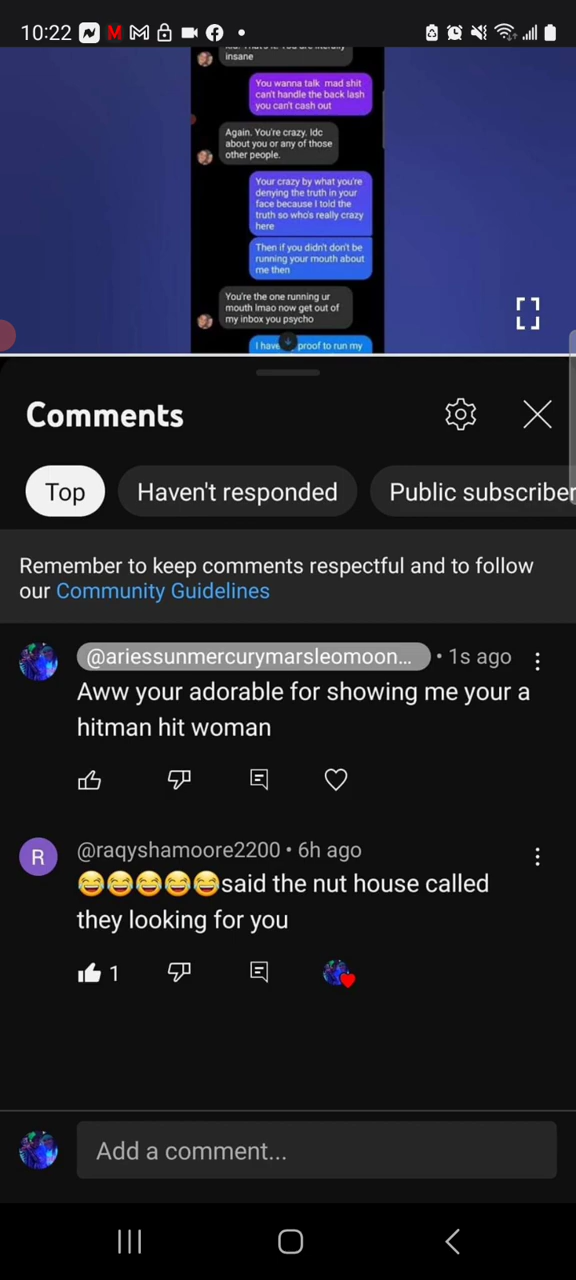 10:22
insane
You wanna talk mad shit
can't handle the back lash
you can't cash out
Again. You're crazy. Idc
about you or any of those
other people.
Your crazy by what you're
denying the truth in your
face because I told the
truth so who's really crazy
here
Then if you didn't don't be
running your mouth about
me then
You're the one running ur
mouth lmao now get out of
my inbox you psycho
I have proof to run my
Comments
Top
Haven't responded
Public subscriber
Remember to keep comments respectful and to follow
our Community Guidelines
@ariessunmercurymarsleomoon... • 1s ago
Aww your adorable for showing me your a
hitman hit woman
R
@raqyshamoore2200 • 6h ago
😂😂😂😂😂said the nut house called
they looking for you
1
Add a comment...